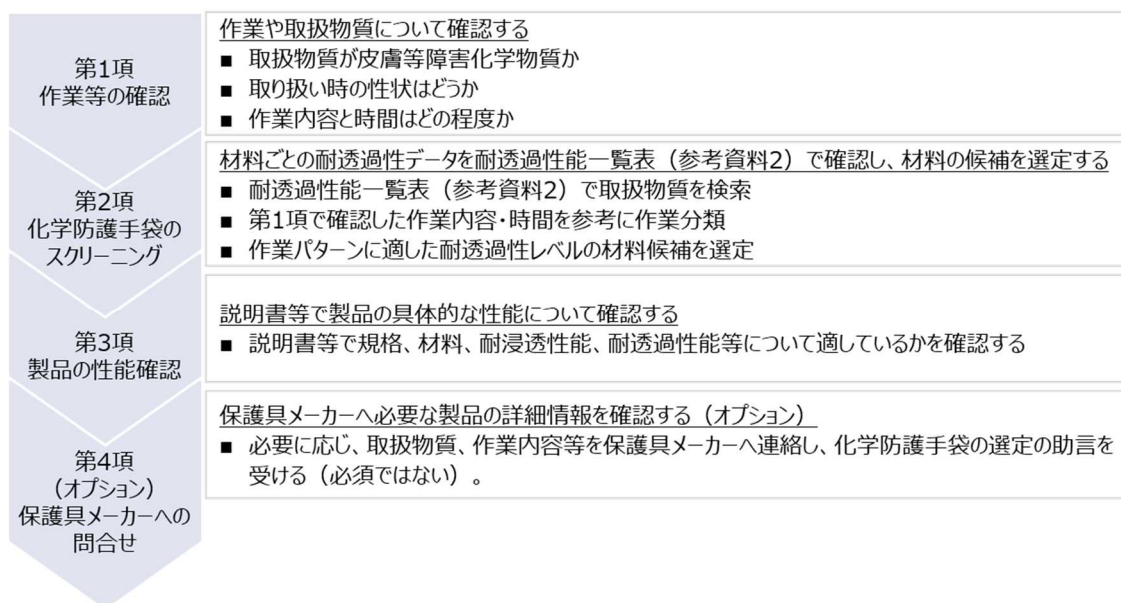 第1項
作業等の確認
作業や取扱物質について確認する
■ 取扱物質が皮膚等障害化学物質か
■ 取り扱い時の性状はどうか
■ 作業内容と時間はどの程度か
第2項
化学防護手袋の
スクリーニング
材料ごとの耐透過性データを耐透過性能一覧表（参考資料2）で確認し、材料の候補を選定する
■ 耐透過性能一覧表（参考資料2）で取扱物質を検索
■ 第1項で確認した作業内容・時間を参考に作業分類
■ 作業パターンに適した耐透過性レベルの材料候補を選定
第3項
製品の性能確認
説明書等で製品の具体的な性能について確認する
■ 説明書等で規格、材料、耐浸透性能、耐透過性能等について適しているかを確認する
第4項
（オプション）
保護具メーカーへの
問合せ
保護具メーカーへ必要な製品の詳細情報を確認する（オプション）
■ 必要に応じ、取扱物質、作業内容等を保護具メーカーへ連絡し、化学防護手袋の選定の助言を
受ける（必須ではない）。